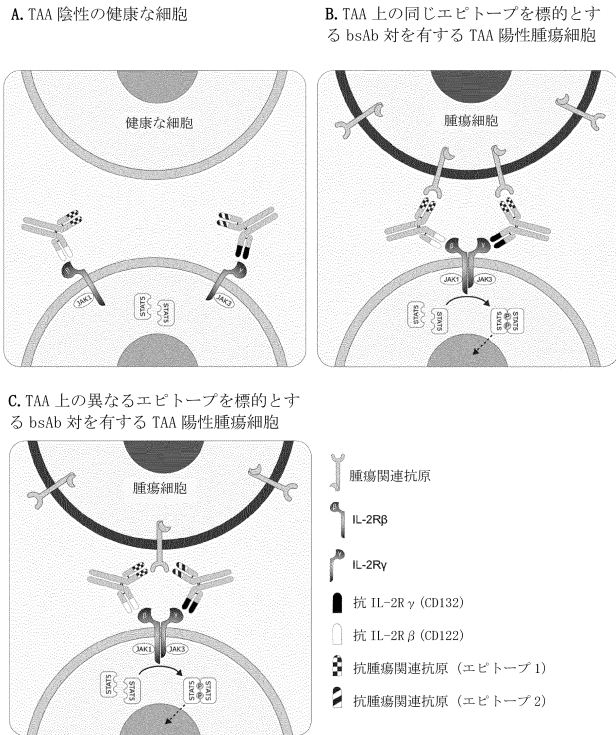 A. TAA 陰性の健康な細胞
健康な細胞
β
γ
JAK1
JAK3
STAT5
STAT5
B. TAA 上の同じエピトープを標的とす
る bsAb 対を有する TAA 陽性腫瘍細胞
腫瘍細胞
β
γ
JAK1
JAK3
STAT5
STAT5
STAT5
STAT5
C. TAA 上の異なるエピトープを標的とす
る bsAb 対を有する TAA 陽性腫瘍細胞
腫瘍細胞
β
γ
JAK1
JAK3
STAT5
STAT5
STAT5
STAT5
腫瘍関連抗原
β
IL-2Rβ
γ
IL-2Rγ
抗 IL-2R γ (CD132)
抗 IL-2R β (CD122)
抗腫瘍関連抗原 (エピトープ 1)
抗腫瘍関連抗原 (エピトープ 2)